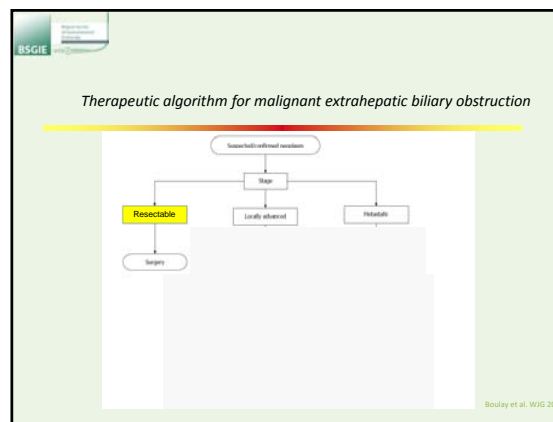 BSGIE
Therapeutic algorithm for malignant extrahepatic biliary obstruction
Suspected/confirmed neoplasm
Stage
Resectable
Locally advanced
Metastatic
Surgery
Boulay et al. WJG 20